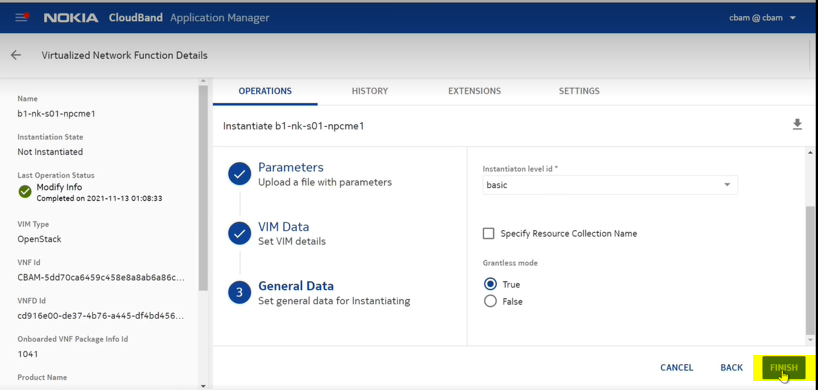 NOKIA CloudBand Application Manager
cbam @ cbam
Virtualized Network Function Details
Name
b1-nk-s01-npcme1
Instantiation State
Not Instantiated
Last Operation Status
Modify Info
Completed on 2021-11-13 01:08:33
VIM Type
OpenStack
VNF Id
CBAM-5dd70ca6459c458e8a8ab6a86c...
VNFD Id
cd916e00-de37-4b76-a445-df4bd456...
Onboarded VNF Package Info Id
1041
Product Name
OPERATIONS
HISTORY
EXTENSIONS
SETTINGS
Instantiate b1-nk-s01-npcme1
Parameters
Upload a file with parameters
VIM Data
Set VIM details
3
General Data
Set general data for Instantiating
Instantiaton level id *
basic
Specify Resource Collection Name
Grantless mode
True
False
CANCEL
BACK
FINISH